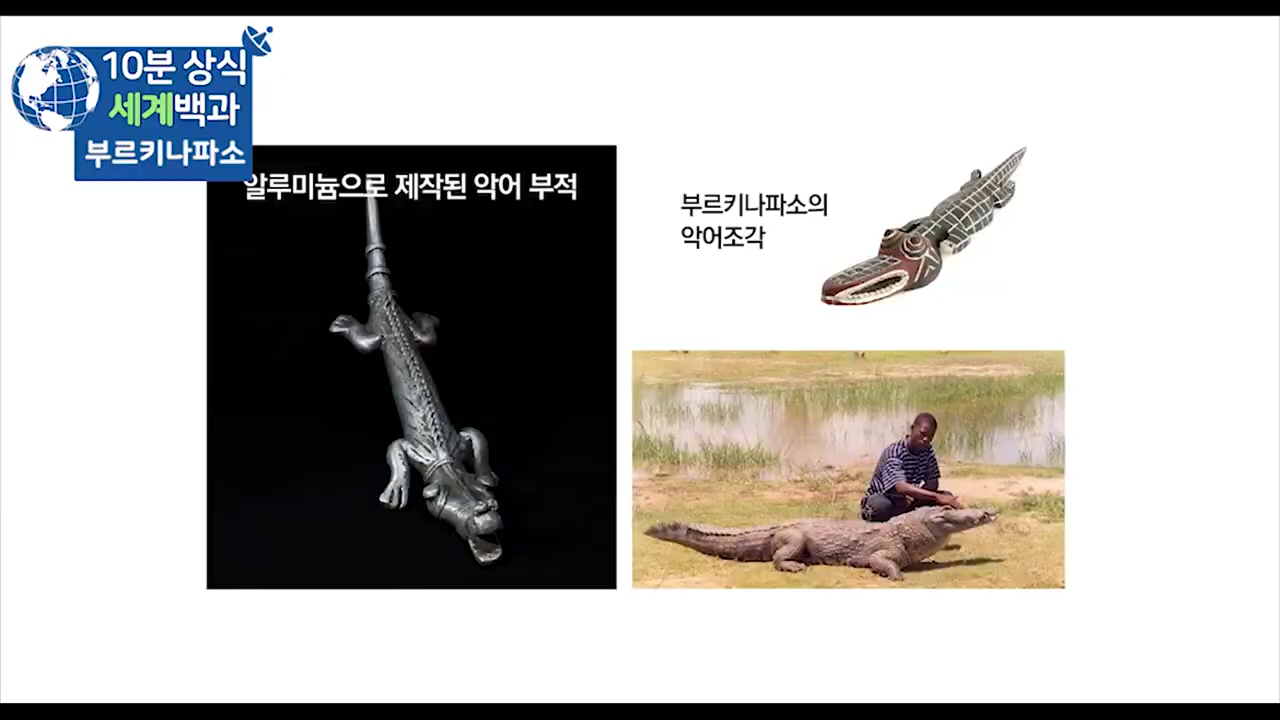 10분 상식
세계백과
부르키나파소
알루미늄으로 제작된 악어 부적
부르키나파소의
악어조각